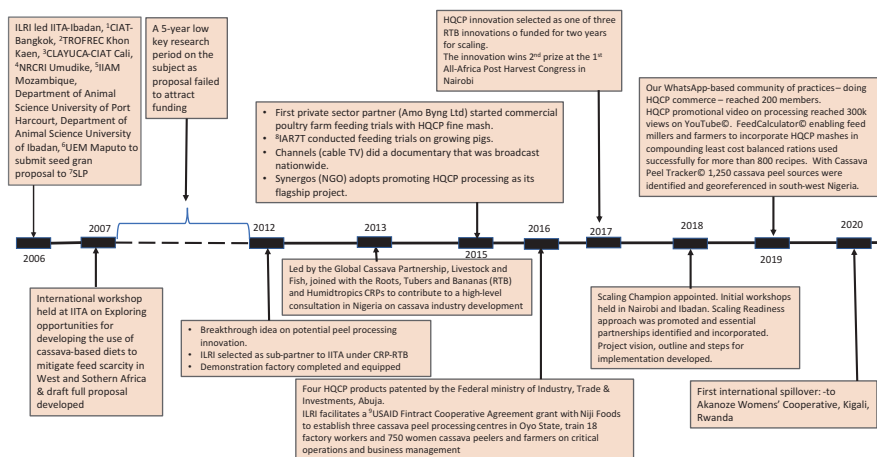 ILRI led IITA-Ibadan, ¹CIAT-
Bangkok, ²TROFREC Khon
Kaen, ³CLAYUCA-CIAT Cali,
⁴NRCRI Umudike, ⁵IIAM
Mozambique,
Department of Animal
Science University of Port
Harcourt, Department of
Animal Science University
of Ibadan, ⁶UEM Maputo to
submit seed gran
proposal to ⁷SLP
A 5-year low
key research
period on the
subject as
proposal failed
to attract
funding
• First private sector partner (Amo Byng Ltd) started commercial
poultry farm feeding trials with HQCP fine mash.
• ⁸IAR7T conducted feeding trials on growing pigs.
• Channels (cable TV) did a documentary that was broadcast
nationwide.
• Synergos (NGO) adopts promoting HQCP processing as its
flagship project.
HQCP innovation selected as one of three
RTB innovations o funded for two years
for scaling.
The innovation wins 2nd prize at the 1st
All-Africa Post Harvest Congress in
Nairobi
Our WhatsApp-based community of practices – doing
HQCP commerce – reached 200 members.
HQCP promotional video on processing reached 300k
views on YouTube©. FeedCalculator© enabling feed
millers and farmers to incorporate HQCP mashes in
compounding least cost balanced rations used
successfully for more than 800 recipes. With Cassava
Peel Tracker© 1,250 cassava peel sources were
identified and georeferenced in south-west Nigeria.
2006
2007
2012
2013
2015
2016
2017
2018
2019
2020
International workshop
held at IITA on Exploring
opportunities for
developing the use of
cassava-based diets to
mitigate feed scarcity in
West and Sothern Africa
& draft full proposal
developed
• Breakthrough idea on potential peel processing
innovation.
• ILRI selected as sub-partner to IITA under CRP-RTB
• Demonstration factory completed and equipped
Led by the Global Cassava Partnership, Livestock and
Fish, joined with the Roots, Tubers and Bananas (RTB)
and Humidtropics CRPs to contribute to a high-level
consultation in Nigeria on cassava industry development
Four HQCP products patented by the Federal ministry of Industry, Trade &
Investments, Abuja.
ILRI facilitates a ⁹USAID Fintract Cooperative Agreement grant with Niji Foods
to establish three cassava peel processing centres in Oyo State, train 18
factory workers and 750 women cassava peelers and farmers on critical
operations and business management
Scaling Champion appointed. Initial workshops
held in Nairobi and Ibadan. Scaling Readiness
approach was promoted and essential
partnerships identified and incorporated.
Project vision, outline and steps for
implementation developed.
First international spillover: -to
Akanoze Womens' Cooperative, Kigali,
Rwanda